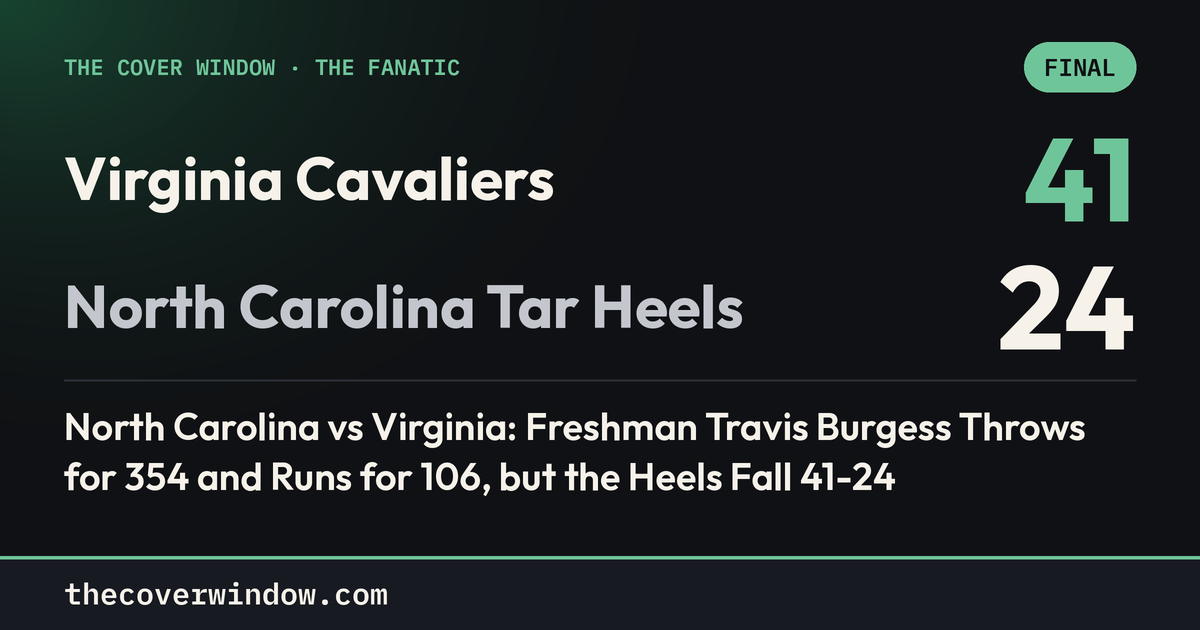 THE COVER WINDOW · THE FANATIC
FINAL
Virginia Cavaliers 41
North Carolina Tar Heels 24
North Carolina vs Virginia: Freshman Travis Burgess Throws
for 354 and Runs for 106, but the Heels Fall 41-24
thecoverwindow.com